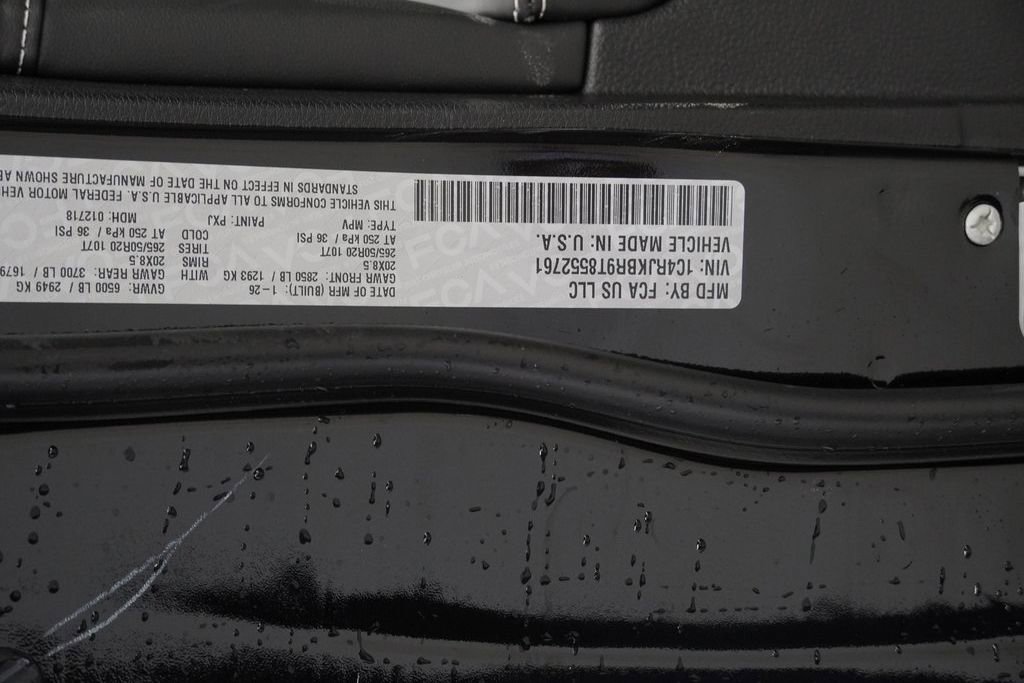 MFD BY: FCA US LLC
VIN: 1C4RJKBR9T8552761
VEHICLE MADE IN: U.S.A.
DATE OF MFR (BUILT): 1-26
GVWR: 6500 LB / 2949 KG
GAWR FRONT: 2850 LB / 1293 KG
WITH
GAWR REAR: 3700 LB / 1679
20X8.5
RIMS
20X8.5
265/50R20 107T
TIRES
265/50R20 107T
AT 250 kPa / 36 PSI
COLD
AT 250 kPa / 36 PSI
TYPE: MPV
PAINT: PXJ
MDH: 012718
THIS VEHICLE CONFORMS TO ALL APPLICABLE U.S.A. FEDERAL MOTOR
STANDARDS IN EFFECT ON THE DATE OF MANUFACTURE SHOWN